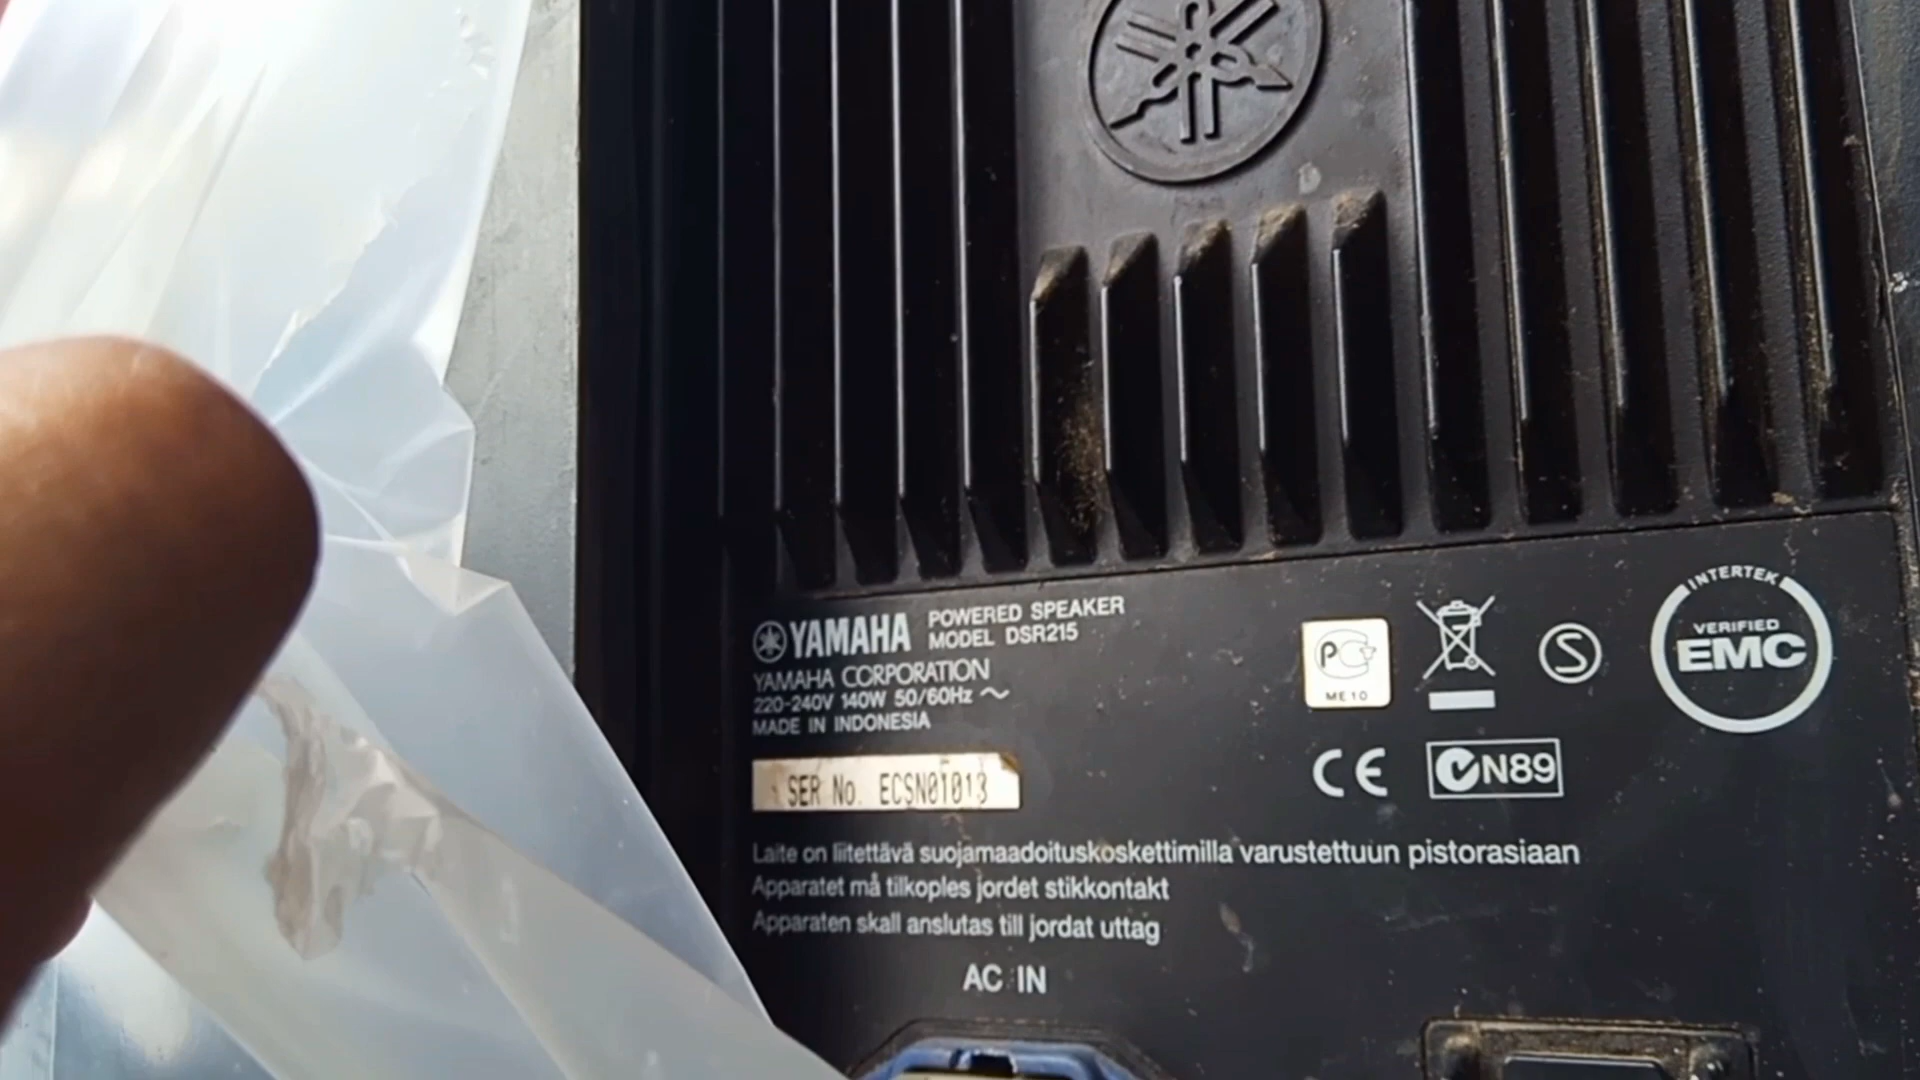 YAMAHA POWERED SPEAKER
MODEL DSR215
YAMAHA CORPORATION
220-240V 140W 50/60Hz ~
MADE IN INDONESIA
SER No. ECSN01013
PG
ME10
S
INTERTEK
VERIFIED
EMC
CE
N89
Laite on liitettävä suojamaadoituskoskettimilla varustettuun pistorasiaan
Apparatet må tilkoples jordet stikkontakt
Apparaten skall anslutas till jordat uttag
AC IN